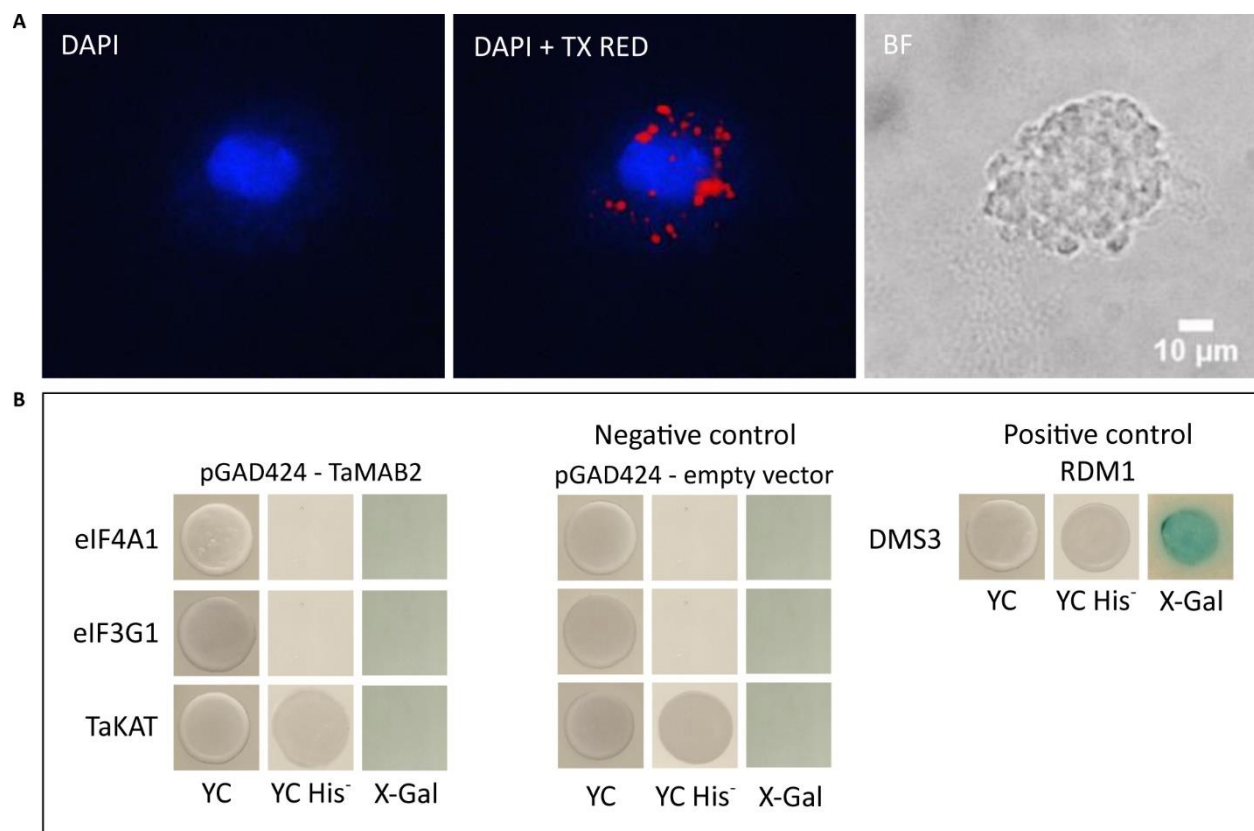 A
DAPI
DAPI + TX RED
BF
10 µm
B
Negative control
Positive control
pGAD424 - TaMAB2
pGAD424 - empty vector
RDM1
eIF4A1
DMS3
YC YC His⁻ X-Gal
eIF3G1
TaKAT
YC YC His⁻ X-Gal
YC YC His⁻ X-Gal